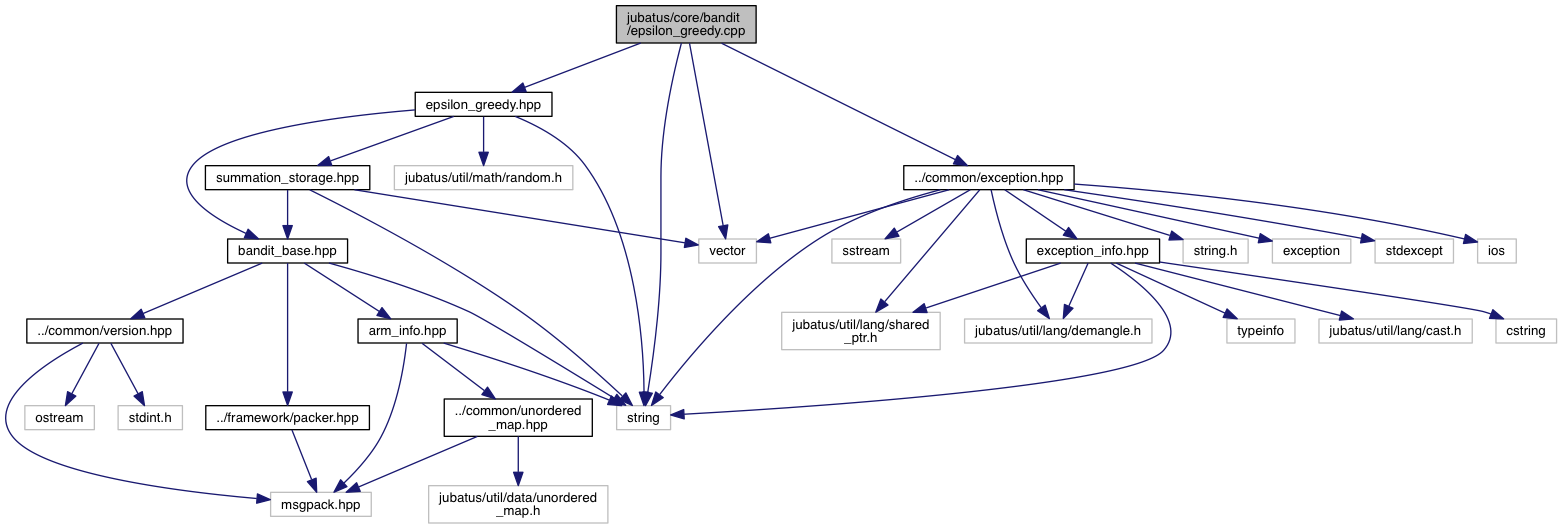 jubatus/core/bandit
/epsilon_greedy.cpp
epsilon_greedy.hpp
summation_storage.hpp
jubatus/util/math/random.h
../common/exception.hpp
bandit_base.hpp
vector
sstream
exception_info.hpp
string.h
exception
stdexcept
ios
../common/version.hpp
arm_info.hpp
jubatus/util/lang/shared
_ptr.h
jubatus/util/lang/demangle.h
typeinfo
jubatus/util/lang/cast.h
cstring
ostream
stdint.h
../framework/packer.hpp
../common/unordered
_map.hpp
string
msgpack.hpp
jubatus/util/data/unordered
_map.h